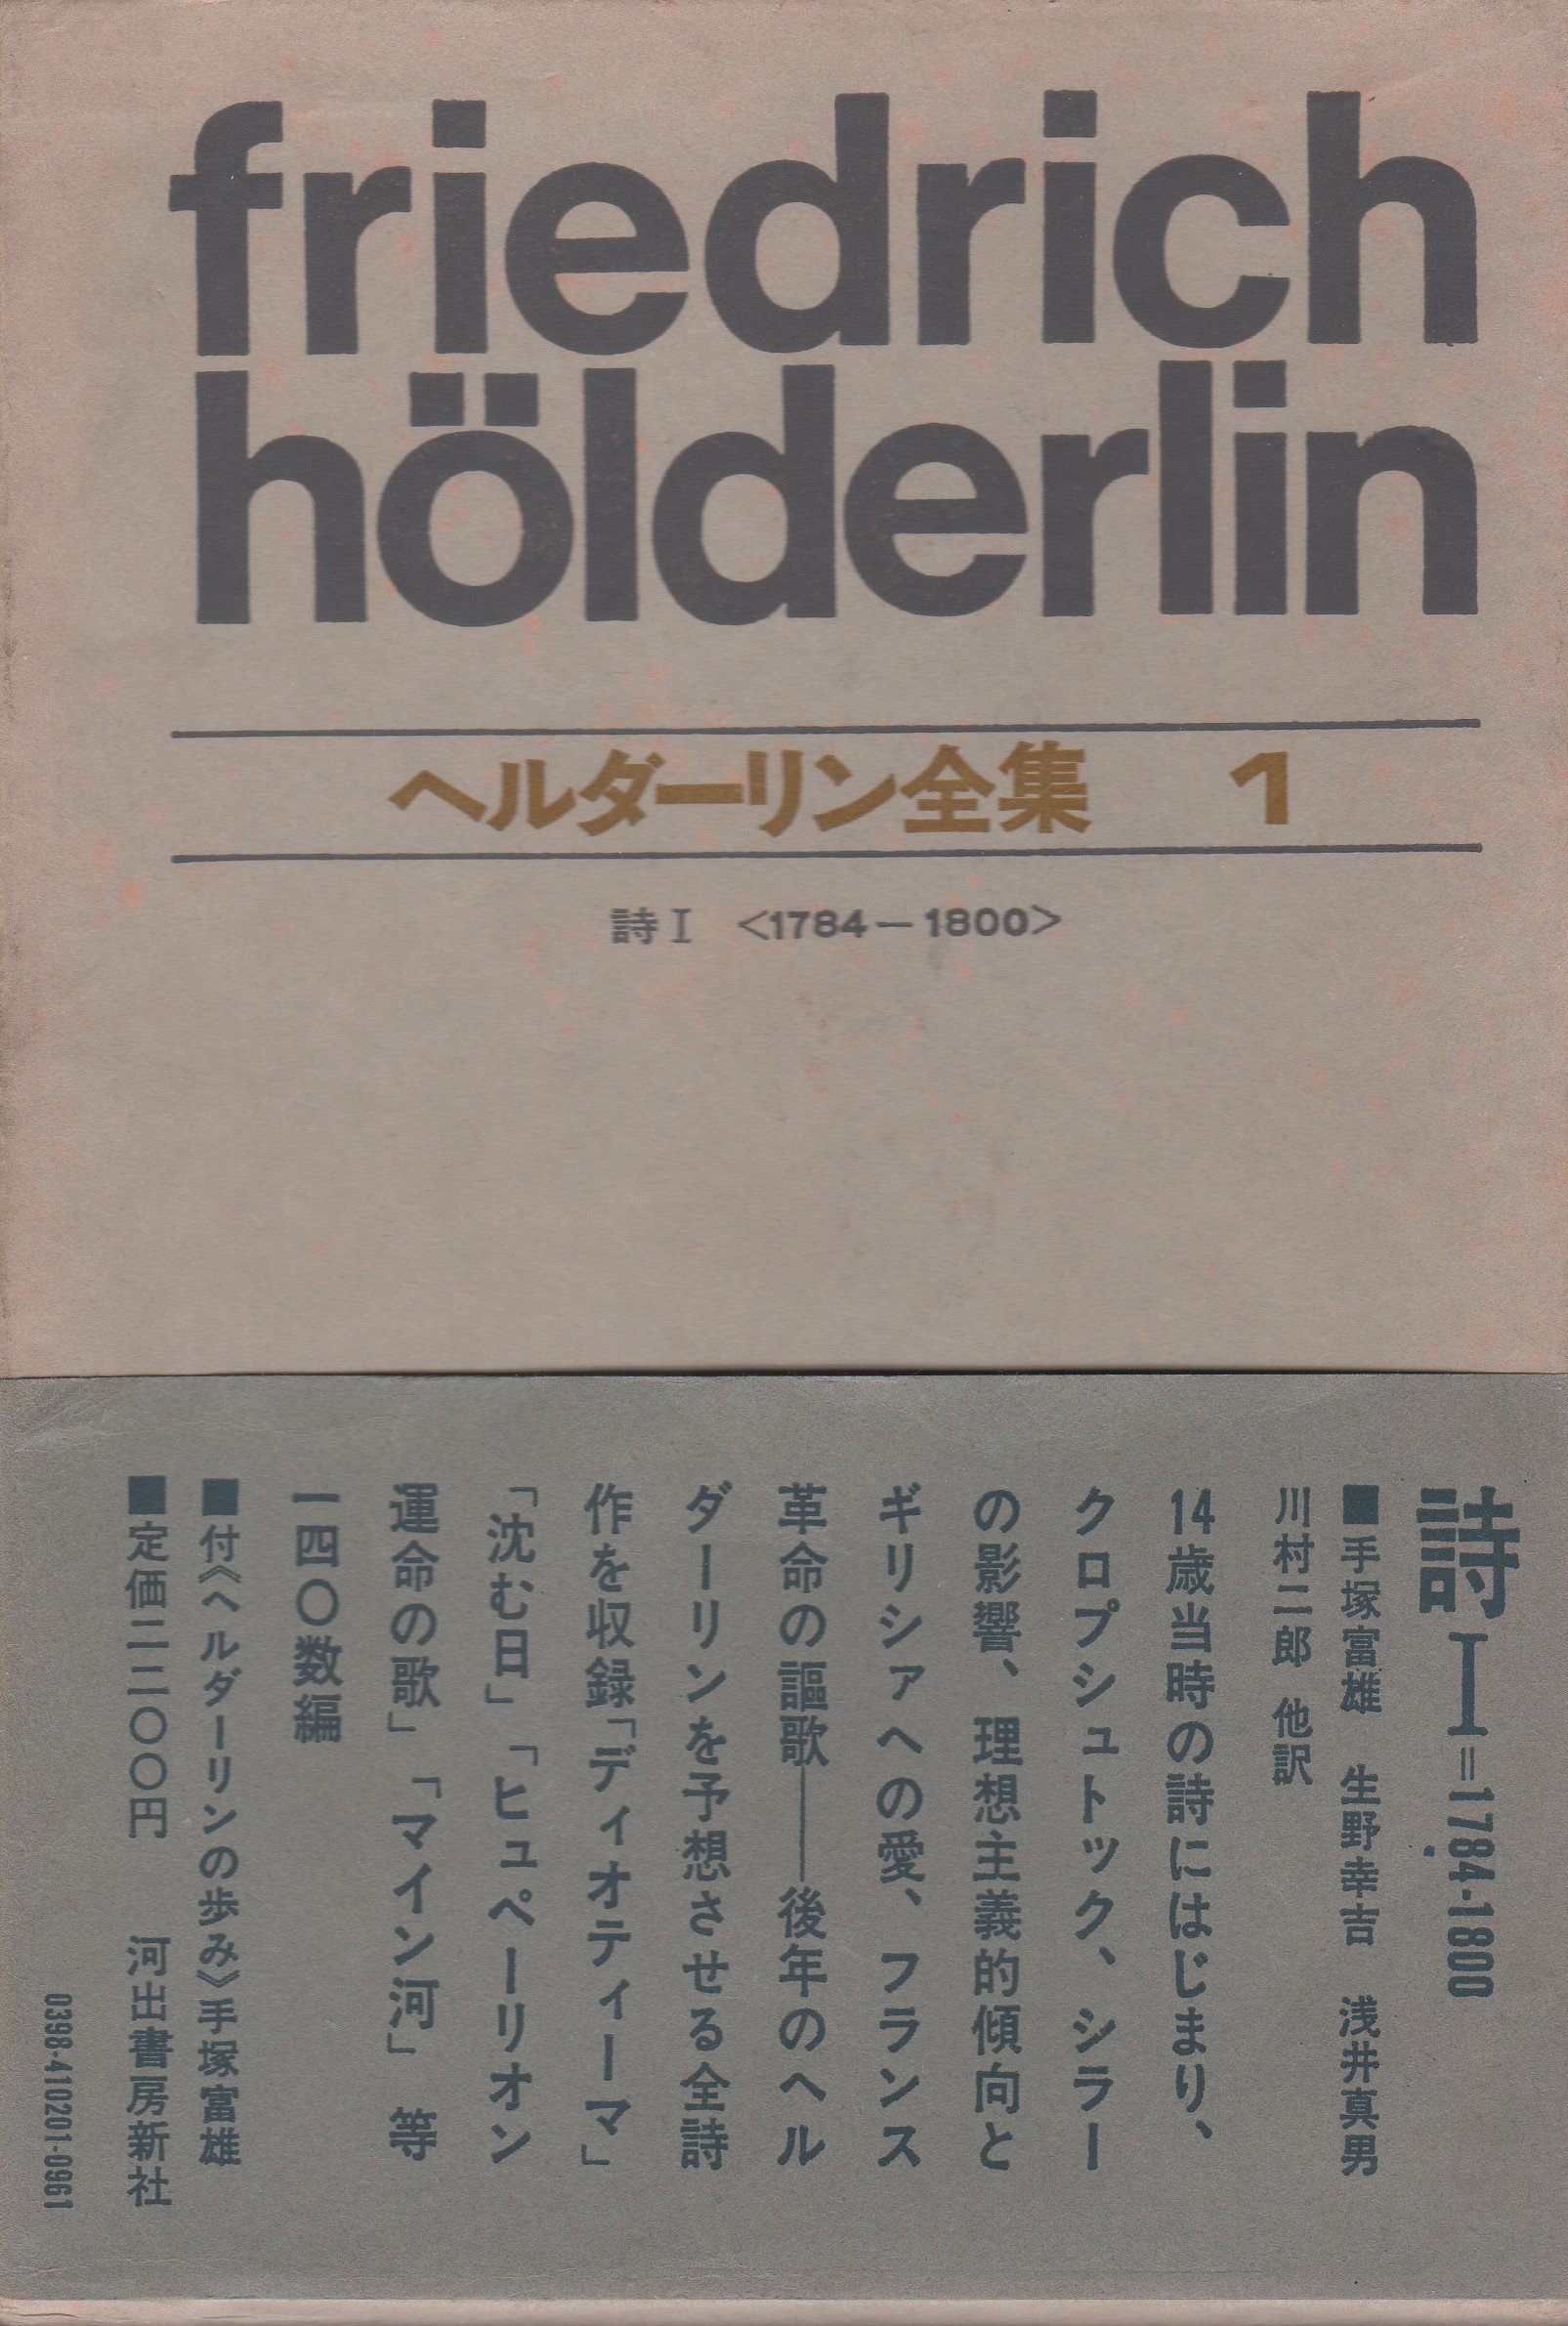 friedrich
hölderlin
ヘルダーリン全集 1
詩Ⅰ <1784―1800>
詩Ⅰ=1784-1800
■手塚富雄 生野幸吉 浅井真男
川村二郎 他訳
14歳当時の詩にはじまり、
クロプシュトック、シラー
の影響、理想主義的傾向と
ギリシァへの愛、フランス
革命の謳歌――後年のヘル
ダーリンを予想させる全詩
作を収録「ディオティーマ」
「沈む日」「ヒュペーリオン
運命の歌」「マイン河」 等
一四〇数編
■付《ヘルダーリンの歩み》手塚富雄
■定価二二〇〇円 河出書房新社
0398-410201-0961